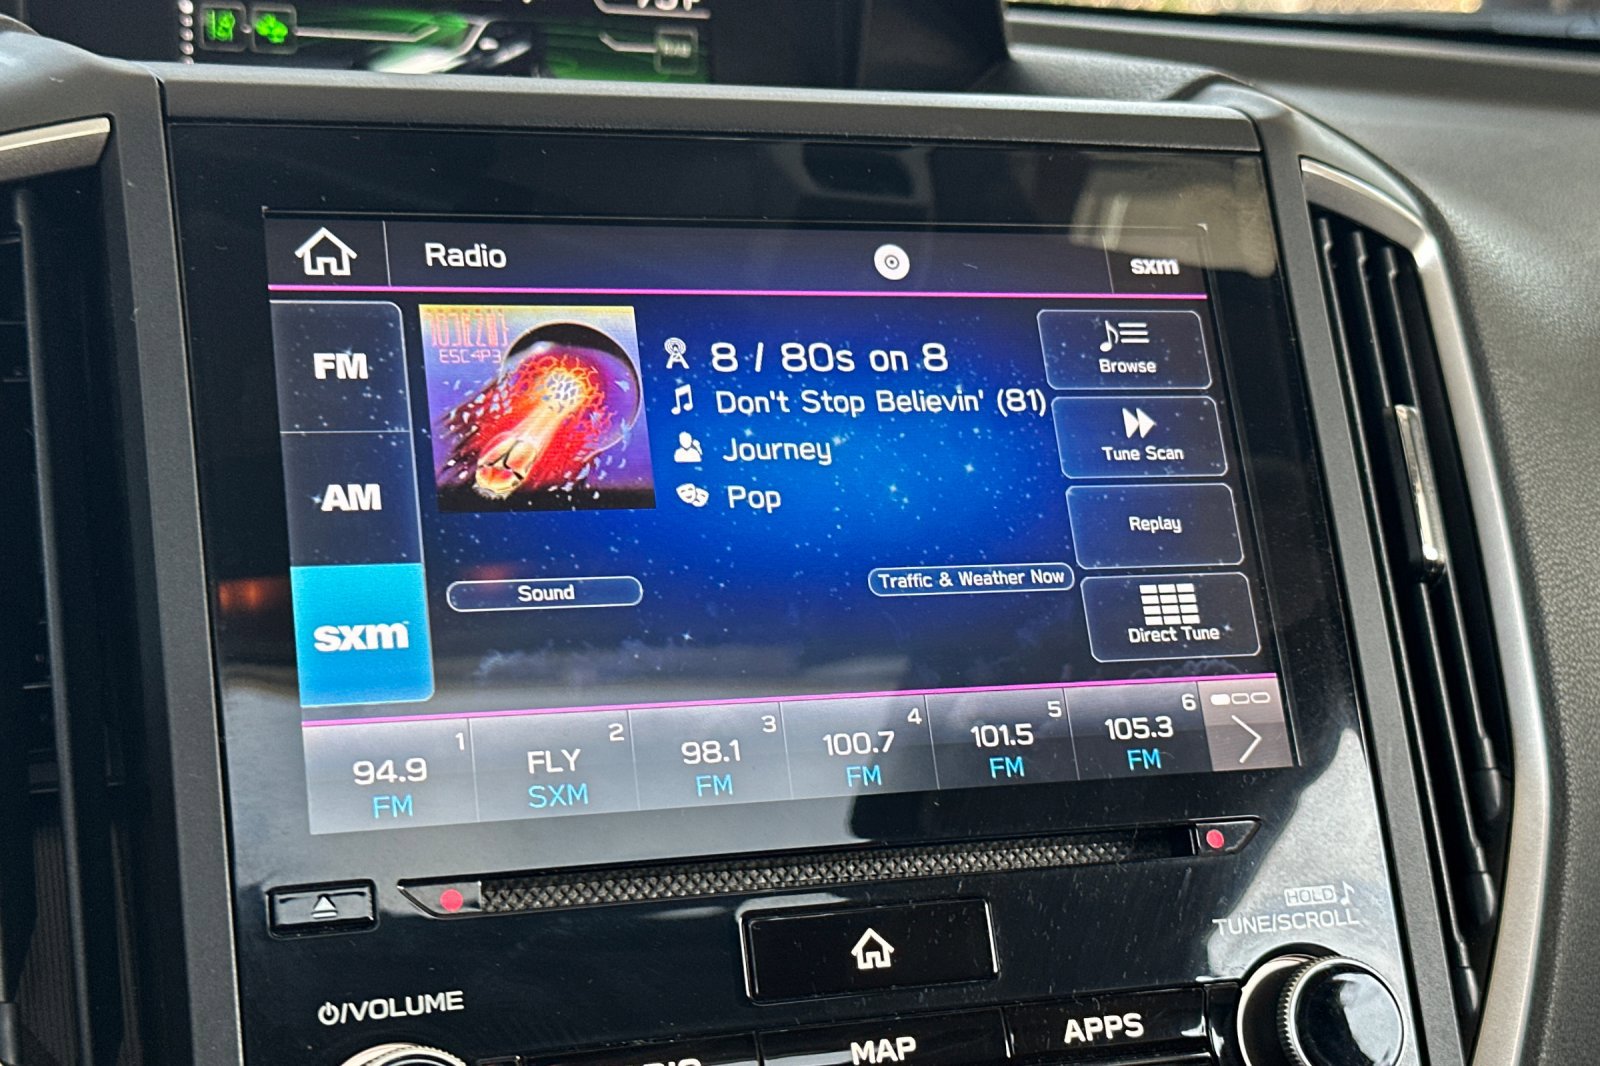 Radio
sxm
FM
AM
sxm
ESC4P3
8 / 80s on 8
Don't Stop Believin' (81)
Journey
Pop
Browse
Tune Scan
Replay
Direct Tune
Sound
Traffic & Weather Now
1
94.9
FM
2
FLY
SXM
3
98.1
FM
4
100.7
FM
5
101.5
FM
6
105.3
FM
HOLD
TUNE/SCROLL
/VOLUME
MAP
APPS